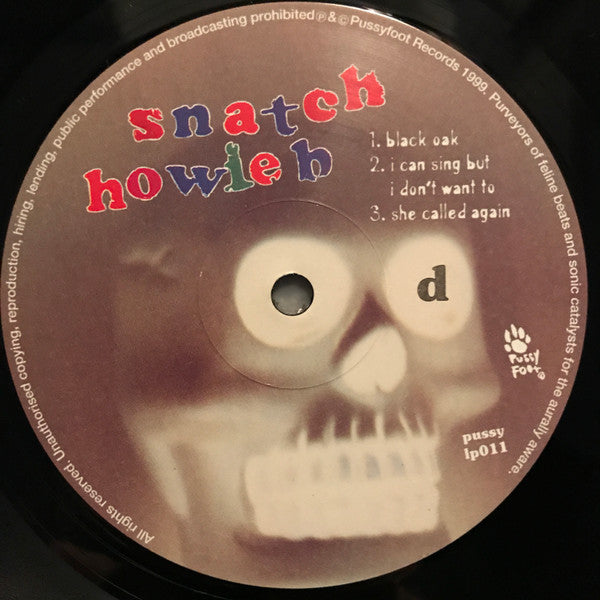 snatch
howie b
1. black oak
2. i can sing but
i don't want to
3. she called again
d
Pussy
Foot
pussy
lp011
All rights reserved. Unauthorised copying, reproduction, hiring, lending, public performance and broadcasting prohibited ℗ & © Pussyfoot Records 1999. Purveyors of feline beats and sonic catalysts for the aurally aware.